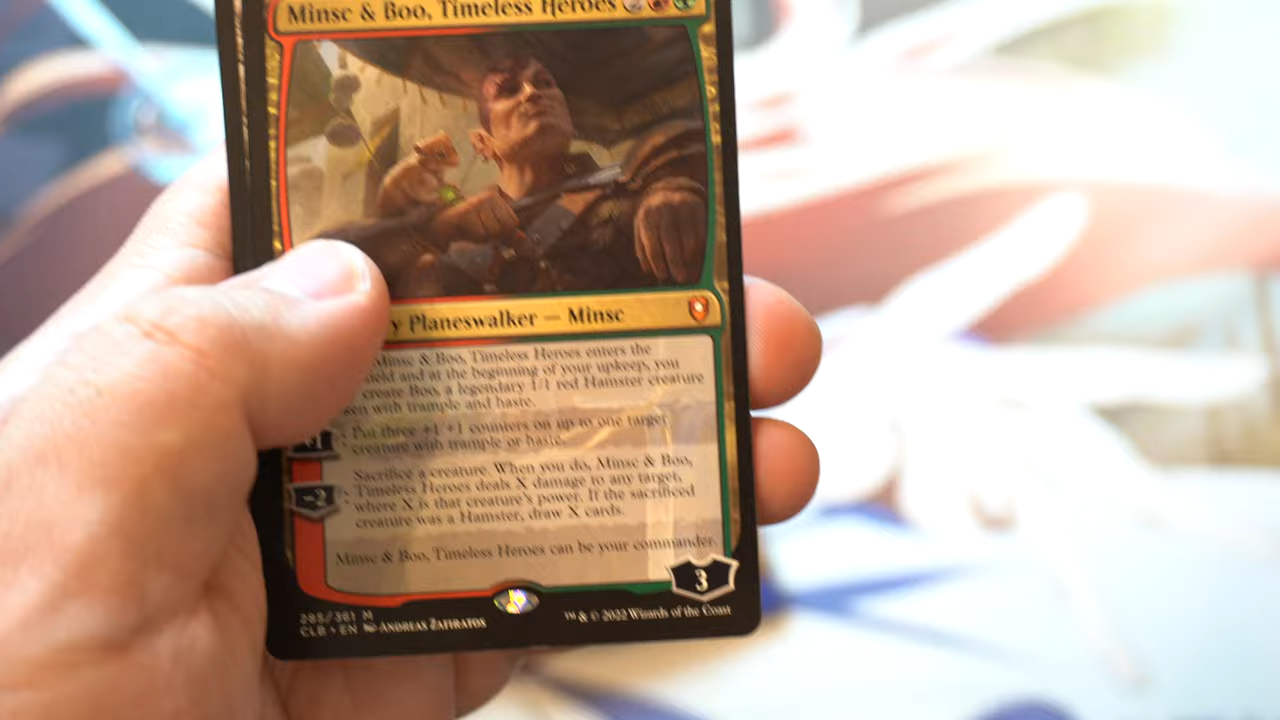 Minsc & Boo, Timeless Heroes
y Planeswalker — Minsc
Minsc & Boo, Timeless Heroes enters the
and at the beginning of your upkeep, you
create Boo, a legendary 1/1 red Hamster creature
with trample and haste.
+1 : Put three +1/+1 counters on up to one target
creature with trample or haste.
Sacrifice a creature. When you do, Minsc & Boo,
−2 : Timeless Heroes deals X damage to any target,
where X is that creature's power. If the sacrificed
creature was a Hamster, draw X cards.
Minsc & Boo, Timeless Heroes can be your commander.
3
285/361 M
CLB • EN ANDREAS ZAFIRATOS
™ & © 2022 Wizards of the Coast